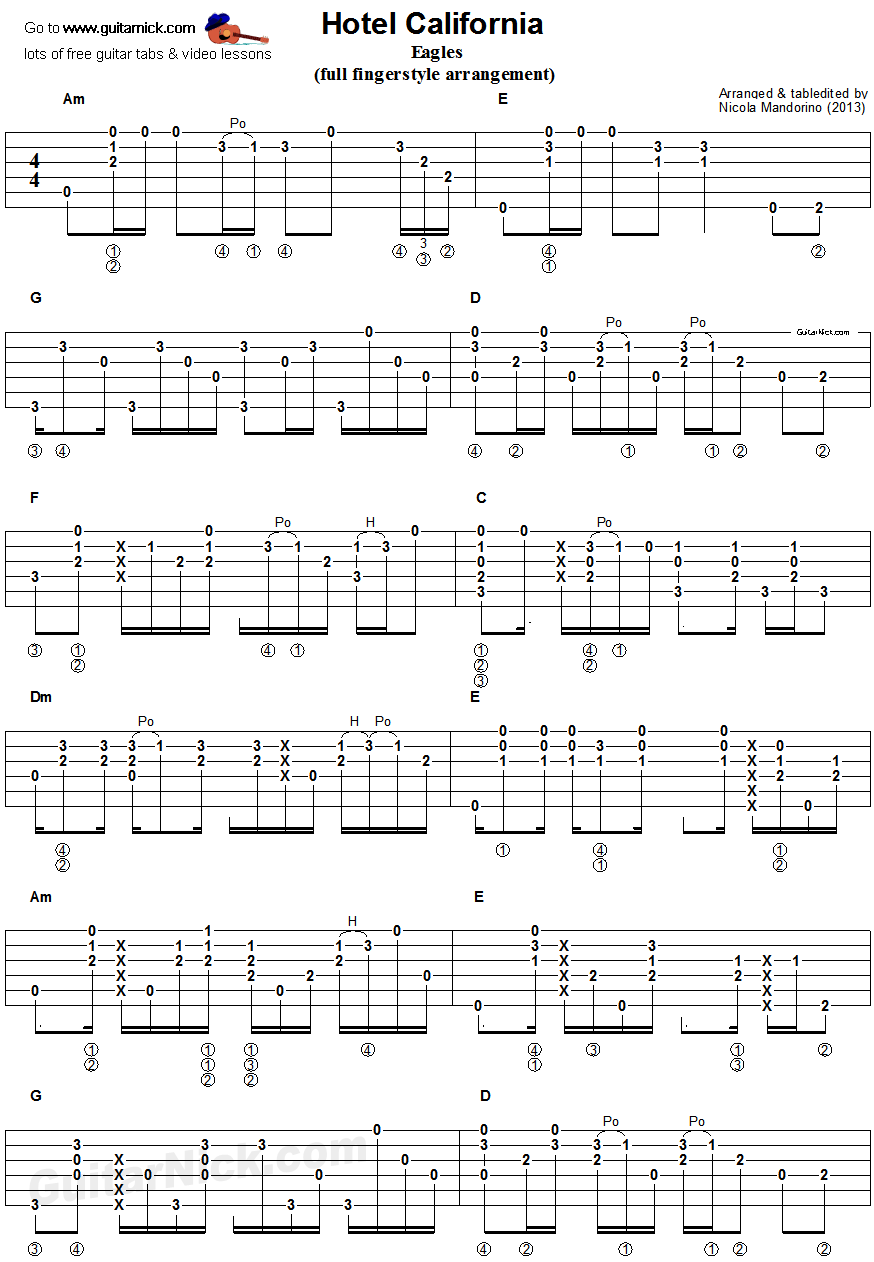 Go to www.guitarnick.com
lots of free guitar tabs & video lessons
Hotel California
Eagles
(full fingerstyle arrangement)
Arranged & tabledited by
Nicola Mandorino (2013)
Am E
Po
0 0 0 0 0 0 0
1 3 1 3 3 3 3 3
4 2 2 1 1 1
4 2
0
0 0 2
1 4 1 4 4 3 2 4 2
2 3 1
G D
Po Po
0 0 0 GuitarNick.com
3 3 3 3 3 3 3 1 3 1
0 0 0 0 2 2 2 2
0 0 0 0 0 0 2
3 3 3 3
3 4 4 2 1 1 2 2
F C
Po H Po
0 0 0 0 0
1 X 1 1 3 1 1 3 1 X 3 1 0 1 1 1
2 X 2 2 2 0 X 0 0 0 0
3 X 3 2 X 2 2 2
3 3 3 3
3 1 4 1 1 4 1
2 2 2
3
Dm E
Po H Po
0 0 0 0 0
3 3 3 1 3 3 X 1 3 1 0 0 0 3 0 0 X 0
2 2 2 2 2 X 2 2 1 1 1 1 1 1 X 1 1
0 0 X 0 X 2 2
X
0 X 0
4 1 4 1
2 1 2
Am E
H
0 1 0 0
1 X 1 1 1 1 3 3 X 3
2 X 2 2 2 2 1 X 1 1 X 1
X 2 2 0 X 2 2 2 X
0 X 0 0 X X
0 0 X 2
1 1 1 4 4 3 1 2
2 1 3 1 3
2 2
G D
Po Po
0 0 0
3 3 3 3 3 3 1 3 1
0 X 0 2 2 2 2
0 X 0 0 0 0 0 0 0 2
X
3 X 3 3 3
GuitarNick.com
3 4 4 2 1 1 2 2